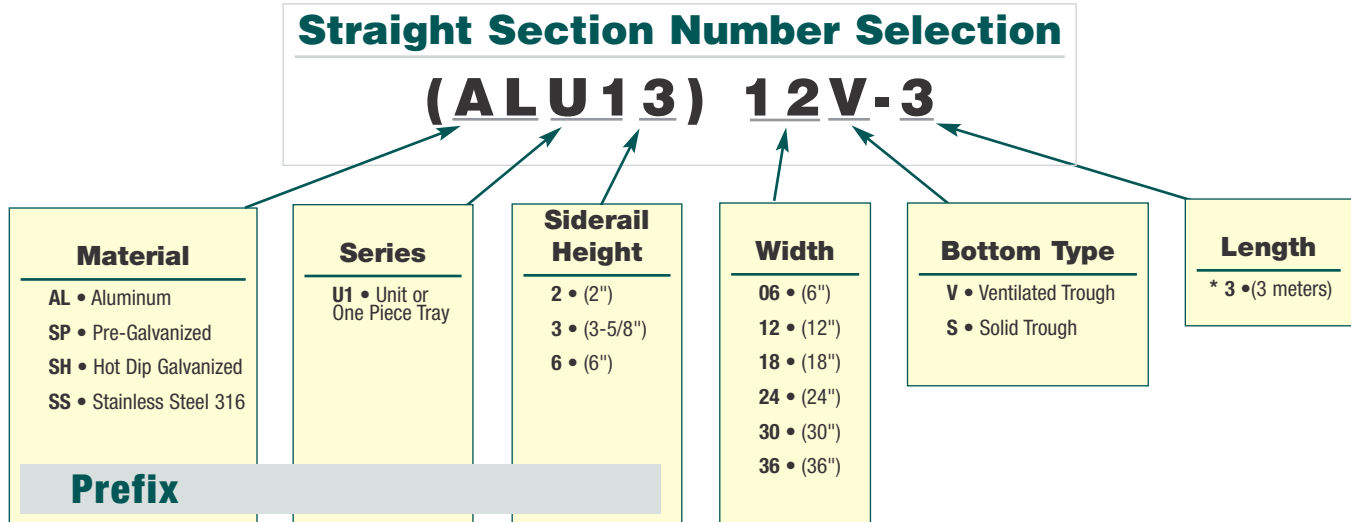 Straight Section Number Selection
(ALU13) 12V-3
Material
AL • Aluminum
SP • Pre-Galvanized
SH • Hot Dip Galvanized
SS • Stainless Steel 316
Series
U1 • Unit or
One Piece Tray
Siderail
Height
2 • (2")
3 • (3-5/8")
6 • (6")
Width
06 • (6")
12 • (12")
18 • (18")
24 • (24")
30 • (30")
36 • (36")
Bottom Type
V • Ventilated Trough
S • Solid Trough
Length
* 3 •(3 meters)
Prefix